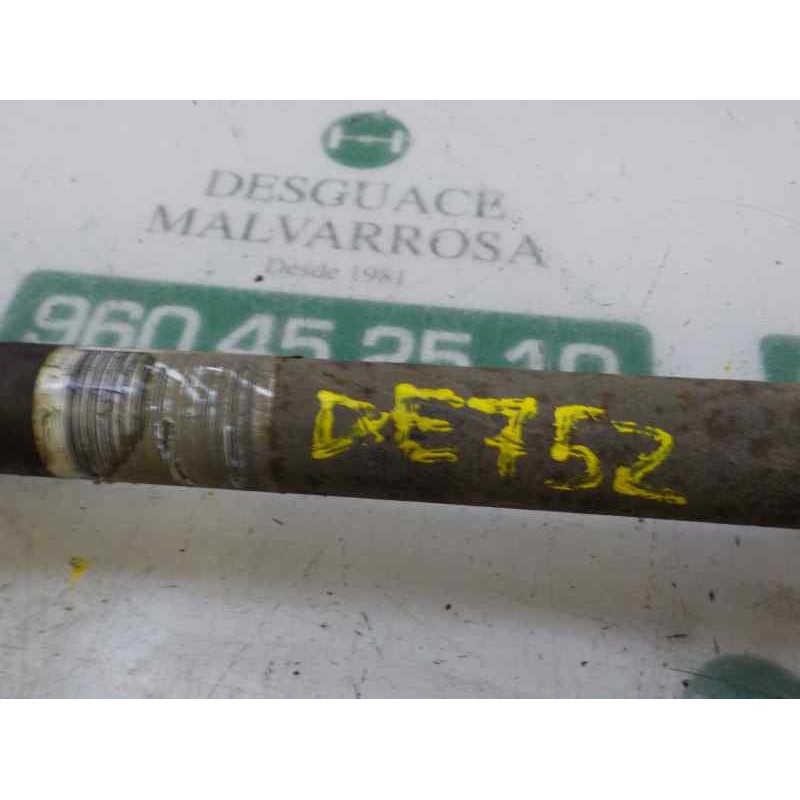 DESGUACE
MALVARROSA
Desde 1981
960 45 25 10
DE752